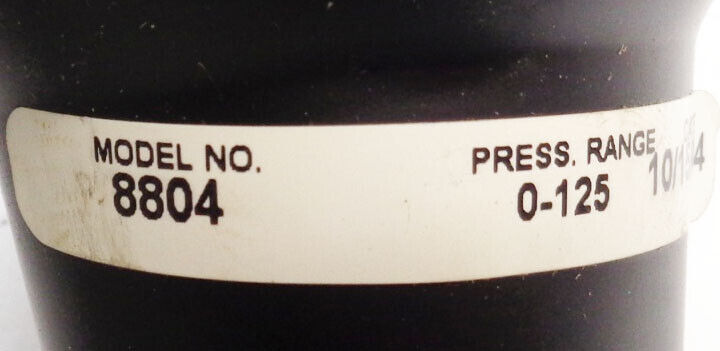 MODEL NO.
8804
PRESS. RANGE
0-125